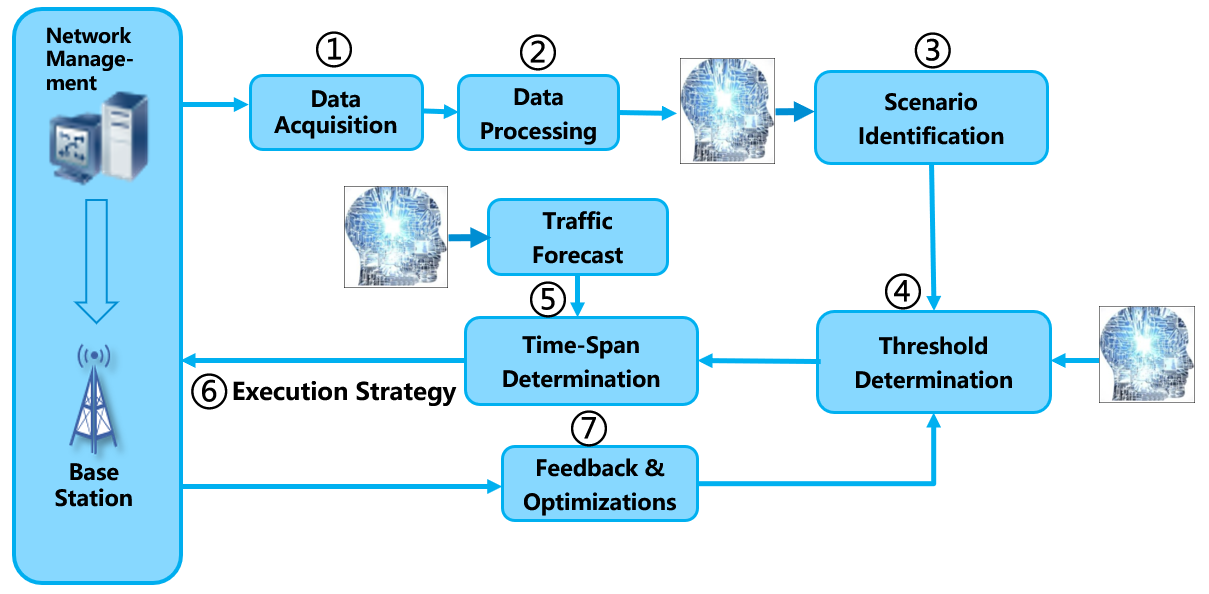 Network
Manage-
ment
①
Data
Acquisition
②
Data
Processing
③
Scenario
Identification
Traffic
Forecast
④
Threshold
Determination
⑤
Time-Span
Determination
⑥ Execution Strategy
⑦
Feedback &
Optimizations
Base
Station